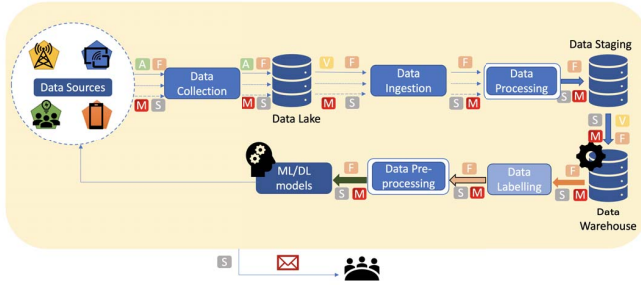 A F
A F
V F
F
F
Data Staging
Data Sources
Data
Collection
Data Lake
Data
Ingestion
Data
Processing
M S
M S
M S
M S
S M
S V
M F
ML/DL
models
F
Data Pre-
processing
F
Data
Labelling
F
S M
S M
S M
Data
Warehouse
S